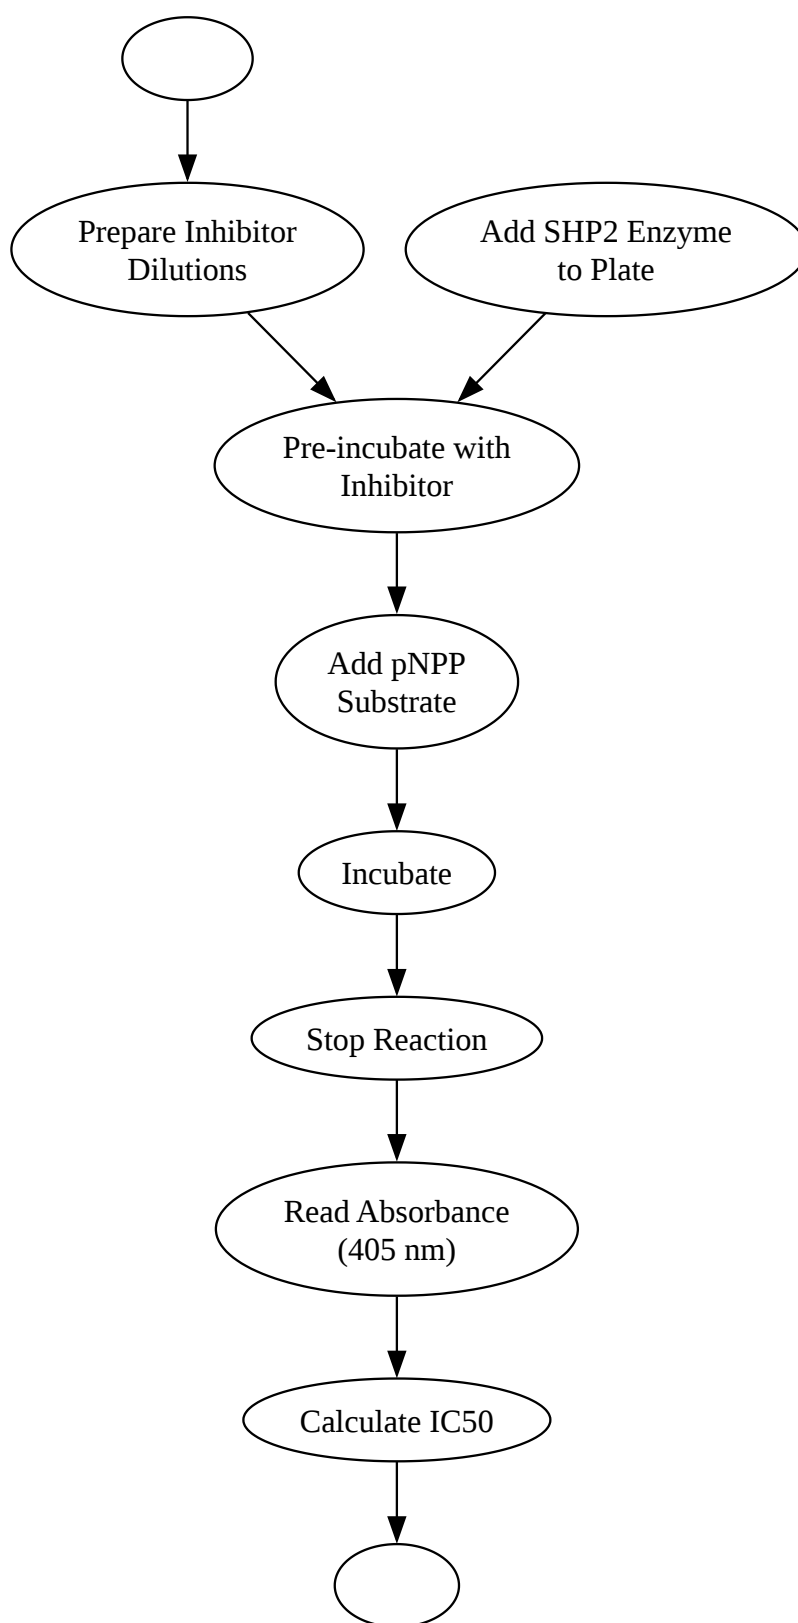 Prepare Inhibitor
Dilutions
Add SHP2 Enzyme
to Plate
Pre-incubate with
Inhibitor
Add pNPP
Substrate
Incubate
Stop Reaction
Read Absorbance
(405 nm)
Calculate IC50